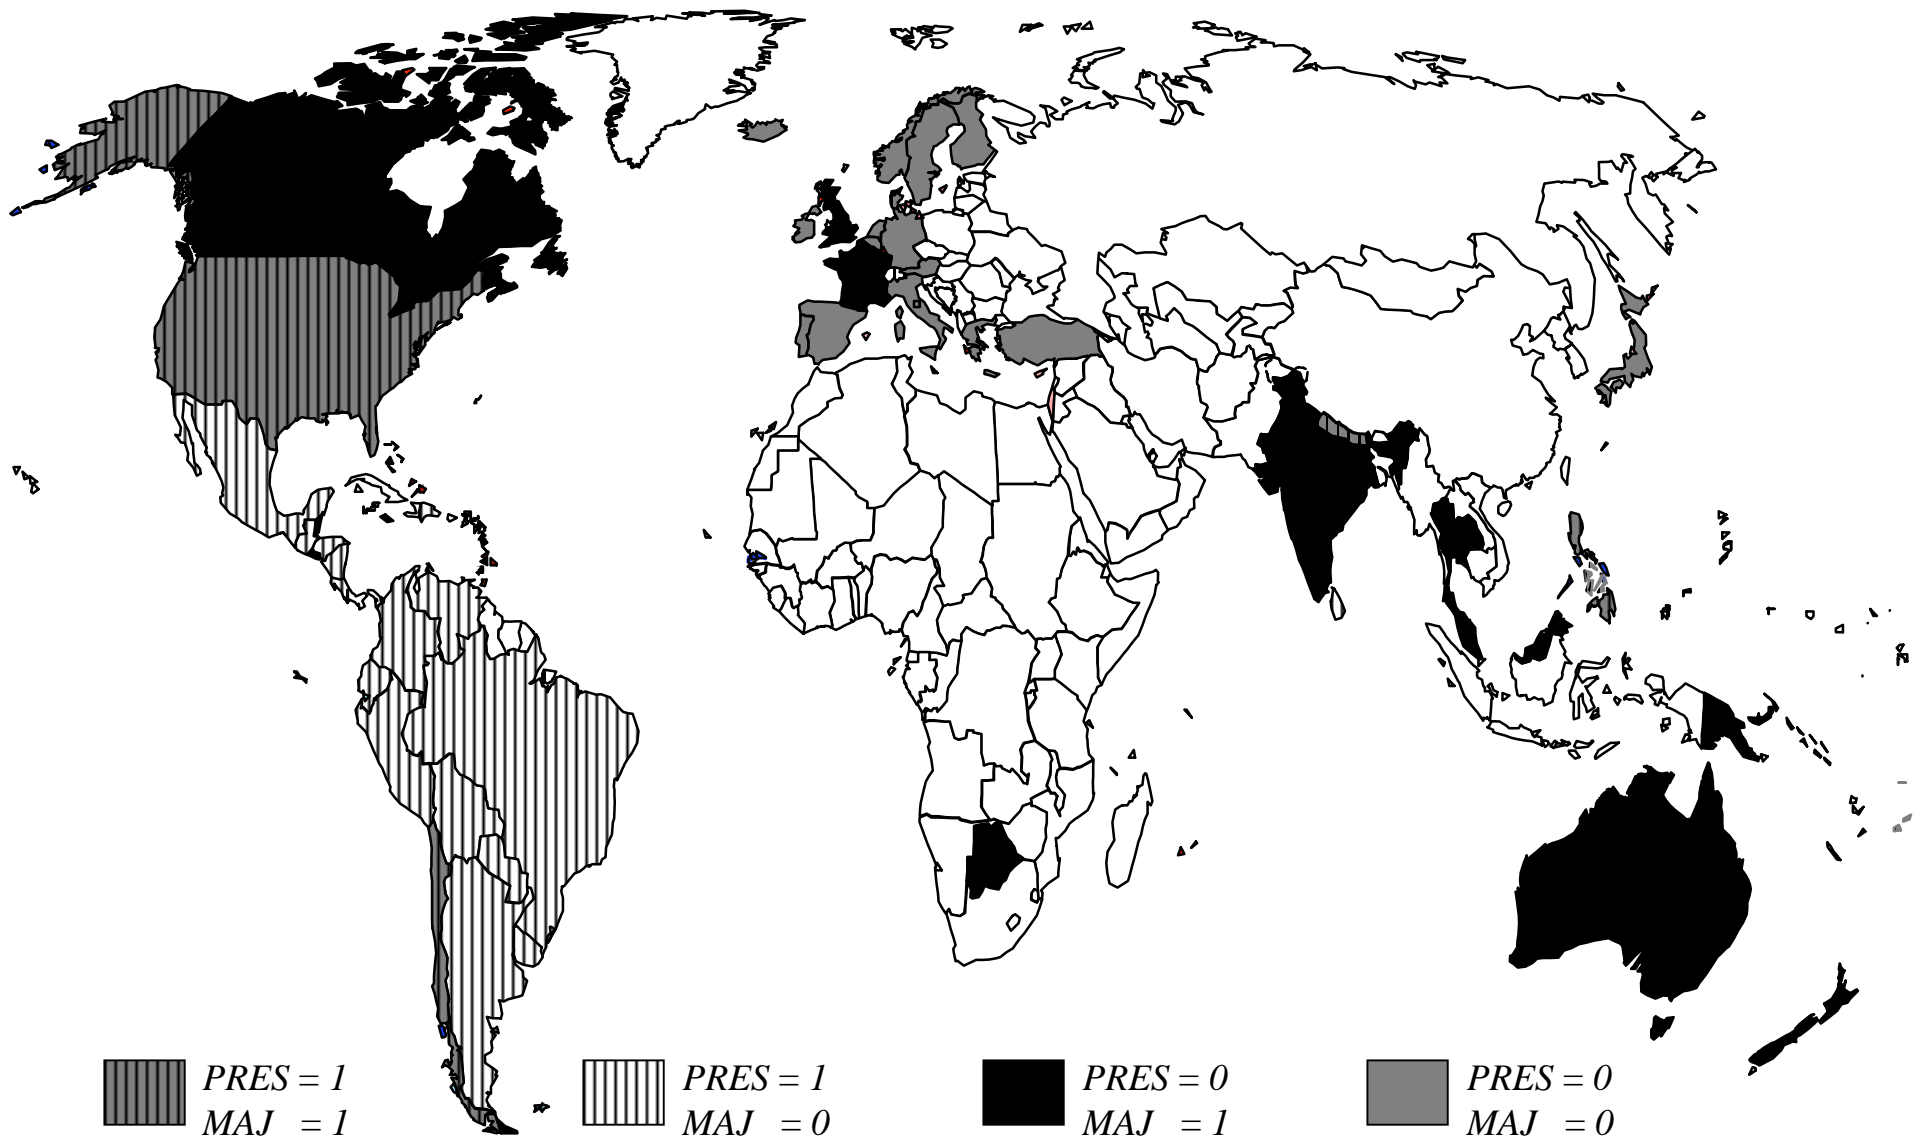 PRES = 1
MAJ = 1
PRES = 1
MAJ = 0
PRES = 0
MAJ = 1
PRES = 0
MAJ = 0